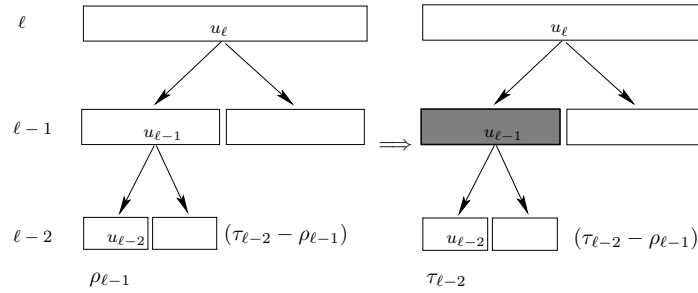 ℓ u_ℓ u_ℓ
ℓ − 1 u_{ℓ−1} ⟹ u_{ℓ−1}
ℓ − 2 u_{ℓ−2} (τ_{ℓ−2} − ρ_{ℓ−1}) u_{ℓ−2} (τ_{ℓ−2} − ρ_{ℓ−1})
ρ_{ℓ−1} τ_{ℓ−2}